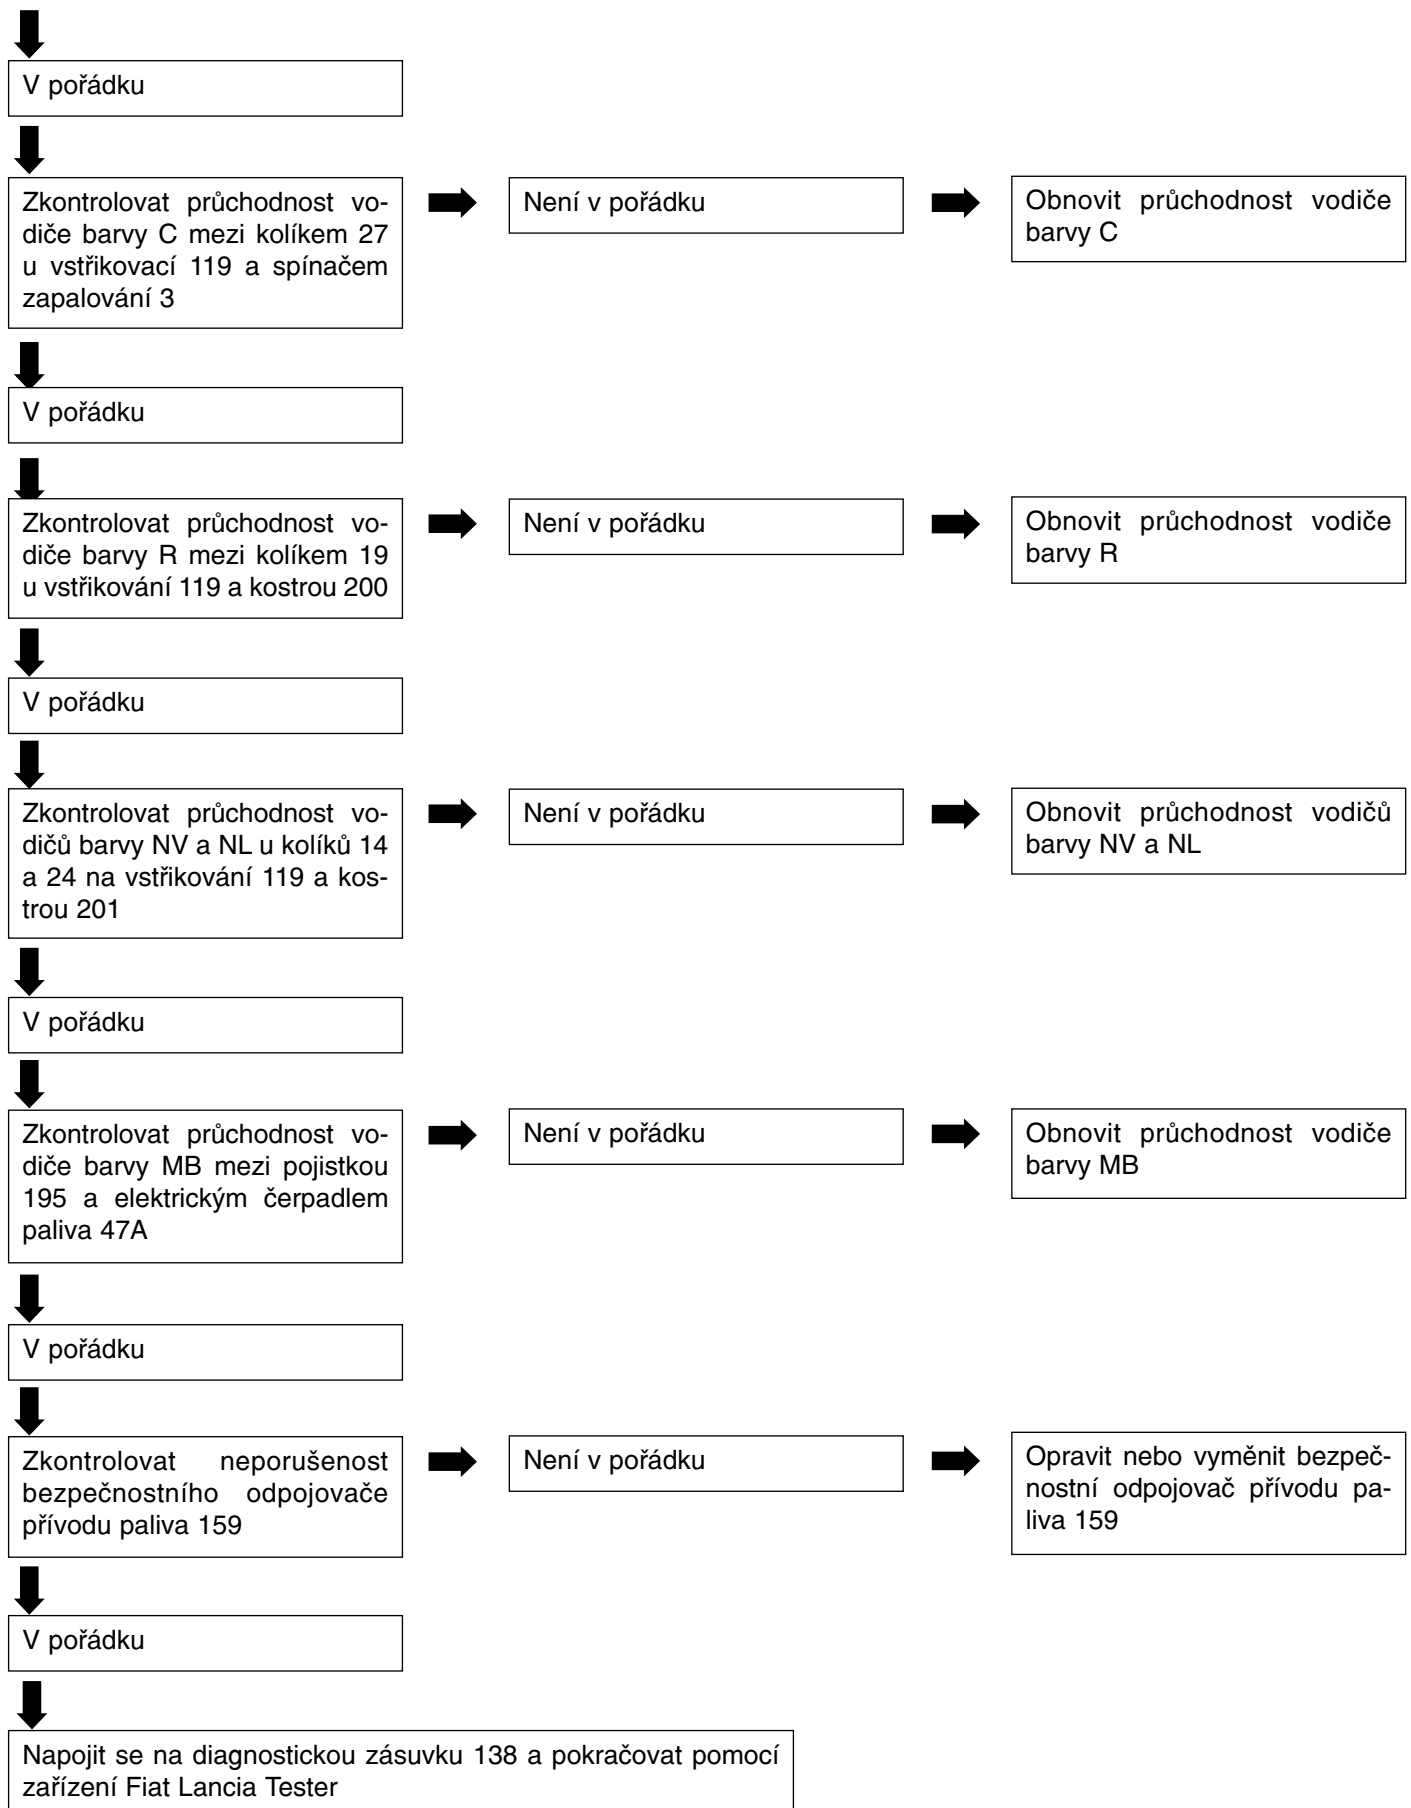 V pořádku
Zkontrolovat průchodnost vo-
diče barvy C mezi kolíkem 27
u vstřikovací 119 a spínačem
zapalování 3
Není v pořádku
Obnovit průchodnost vodiče
barvy C
V pořádku
Zkontrolovat průchodnost vo-
diče barvy R mezi kolíkem 19
u vstřikování 119 a kostrou 200
Není v pořádku
Obnovit průchodnost vodiče
barvy R
V pořádku
Zkontrolovat průchodnost vo-
dičů barvy NV a NL u kolíků 14
a 24 na vstřikování 119 a kos-
trou 201
Není v pořádku
Obnovit průchodnost vodičů
barvy NV a NL
V pořádku
Zkontrolovat průchodnost vo-
diče barvy MB mezi pojistkou
195 a elektrickým čerpadlem
paliva 47A
Není v pořádku
Obnovit průchodnost vodiče
barvy MB
V pořádku
Zkontrolovat neporušenost
bezpečnostního odpojovače
přívodu paliva 159
Není v pořádku
Opravit nebo vyměnit bezpeč-
nostní odpojovač přívodu pa-
liva 159
V pořádku
Napojit se na diagnostickou zásuvku 138 a pokračovat pomocí
zařízení Fiat Lancia Tester